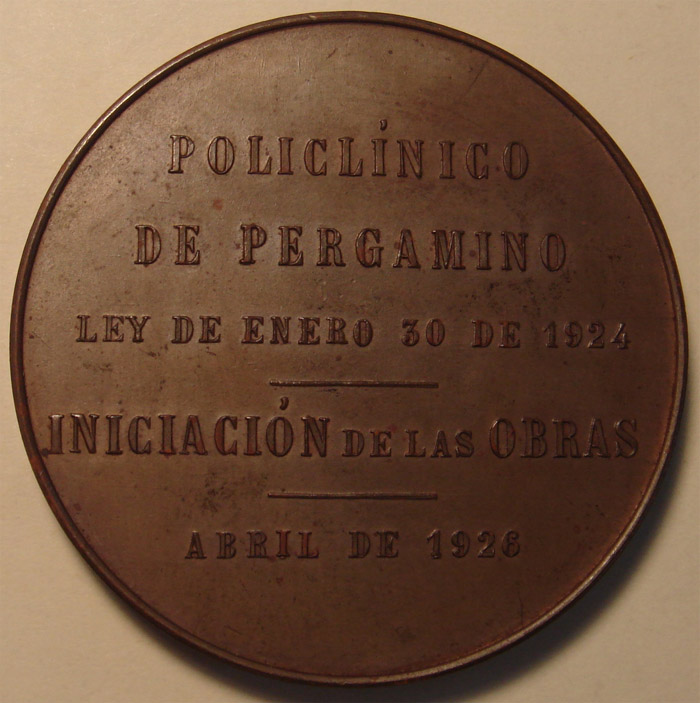 POLICLÍNICO
DE PERGAMINO
LEY DE ENERO 30 DE 1924
INICIACIÓN DE LAS OBRAS
ABRIL DE 1926